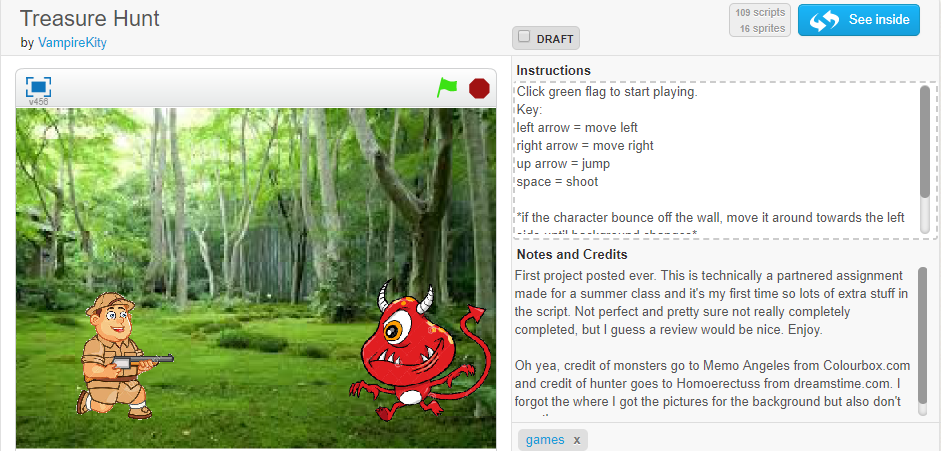 Treasure Hunt
by VampireKity
109 scripts
16 sprites
See inside
DRAFT
v456
Instructions
Click green flag to start playing.
Key:
left arrow = move left
right arrow = move right
up arrow = jump
space = shoot
*if the character bounce off the wall, move it around towards the left
side until background changes*
Notes and Credits
First project posted ever. This is technically a partnered assignment
made for a summer class and it's my first time so lots of extra stuff in
the script. Not perfect and pretty sure not really completely
completed, but I guess a review would be nice. Enjoy.
Oh yea, credit of monsters go to Memo Angeles from Colourbox.com
and credit of hunter goes to Homoerectuss from dreamstime.com. I
forgot the where I got the pictures for the background but also don't
games x